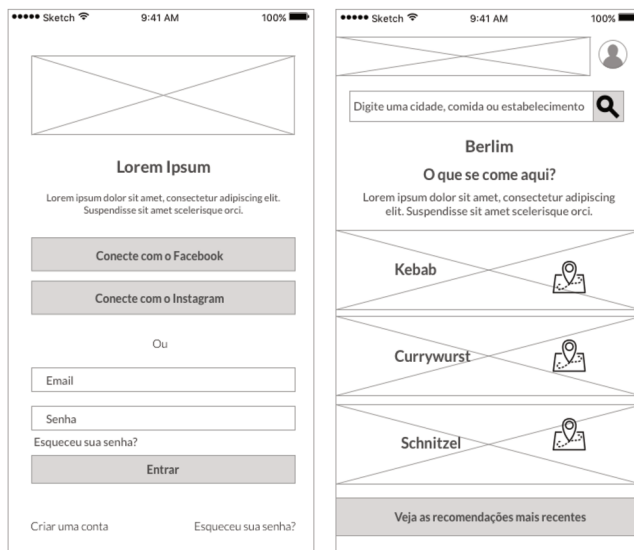 Sketch 9:41 AM 100%
Lorem Ipsum
Lorem ipsum dolor sit amet, consectetur adipiscing elit.
Suspendisse sit amet scelerisque orci.
Conecte com o Facebook
Conecte com o Instagram
Ou
Email
Senha
Esqueceu sua senha?
Entrar
Criar uma conta Esqueceu sua senha?
Sketch 9:41 AM 100%
Digite uma cidade, comida ou estabelecimento
Berlim
O que se come aqui?
Lorem ipsum dolor sit amet, consectetur adipiscing
elit. Suspendisse sit amet scelerisque orci.
Kebab
Currywurst
Schnitzel
Veja as recomendações mais recentes